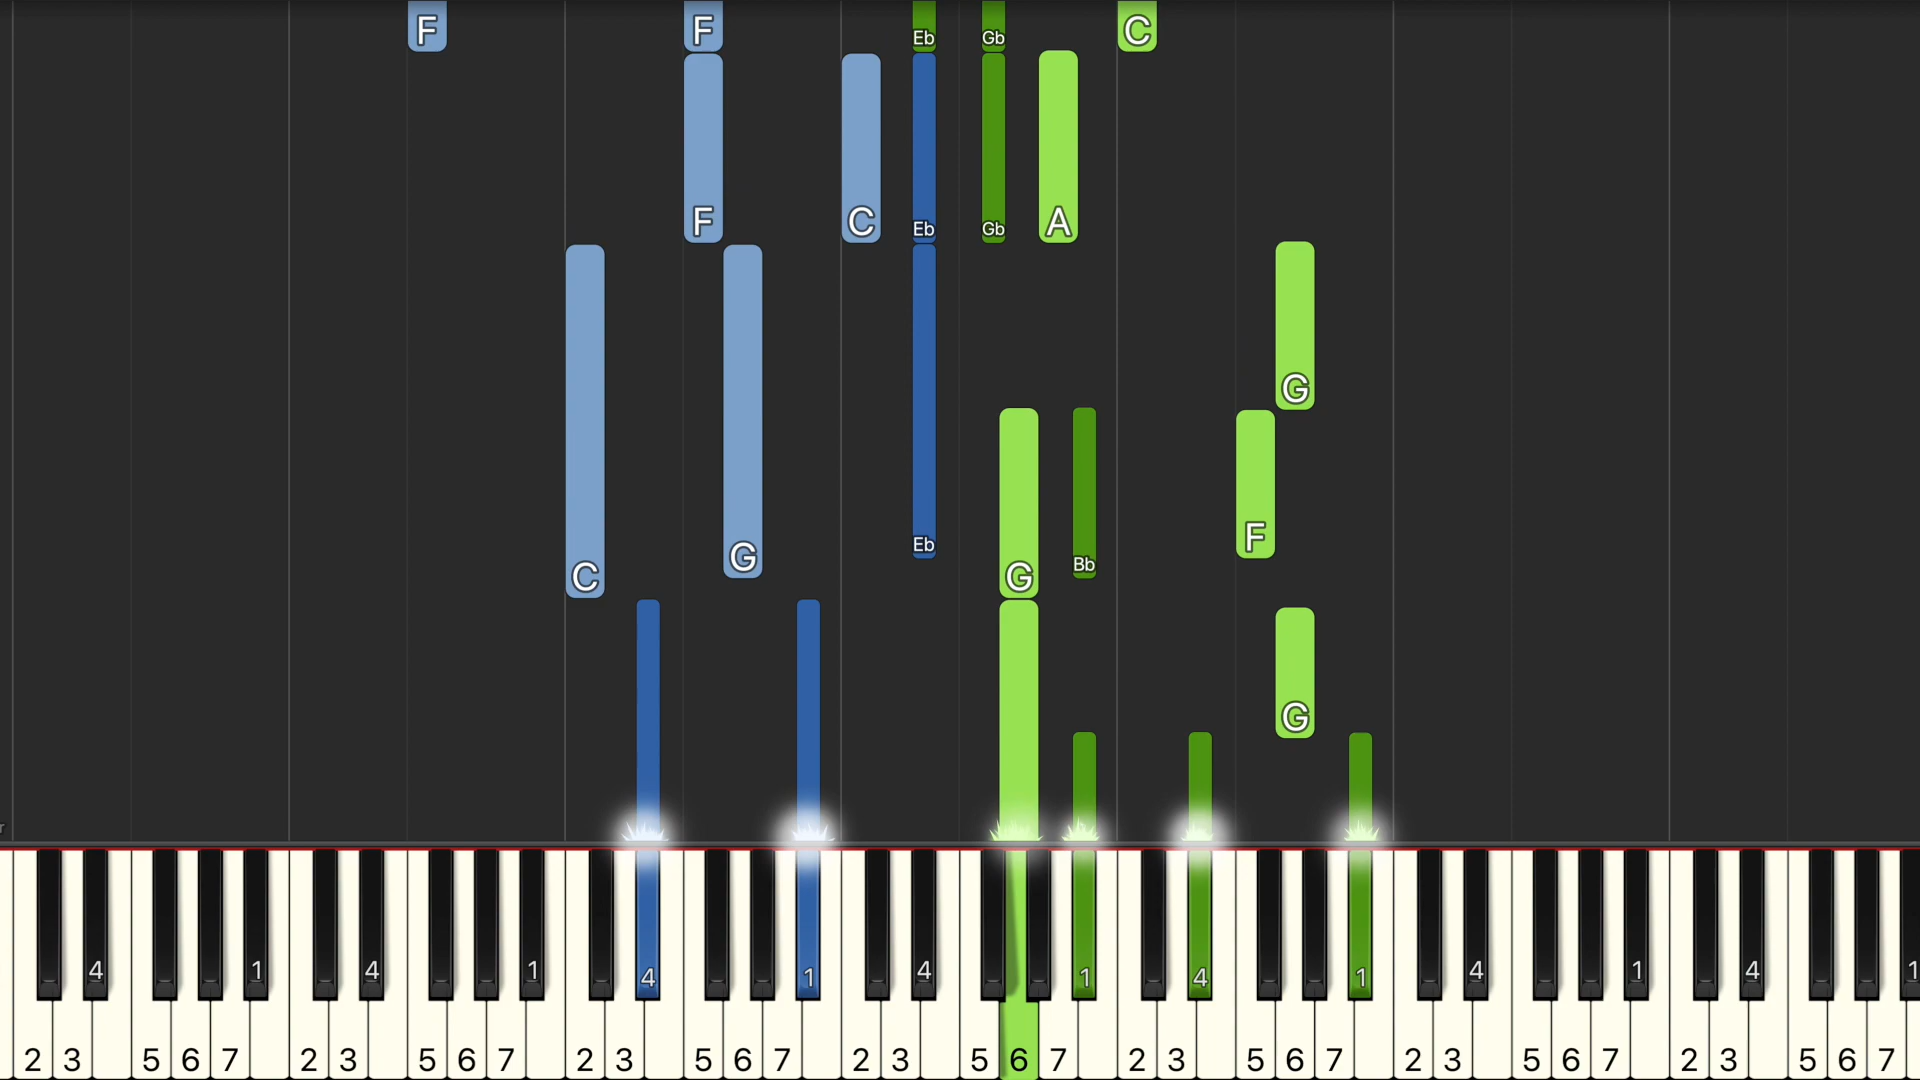 F F Eb Gb C
F C Eb Gb A
G
C G Eb G Bb F
G
r
4 1 4 1 4 1 4 1 4 1 4 1 4 1
2 3 5 6 7 2 3 5 6 7 2 3 5 6 7 2 3 5 6 7 2 3 5 6 7 2 3 5 6 7 2 3 5 6 7